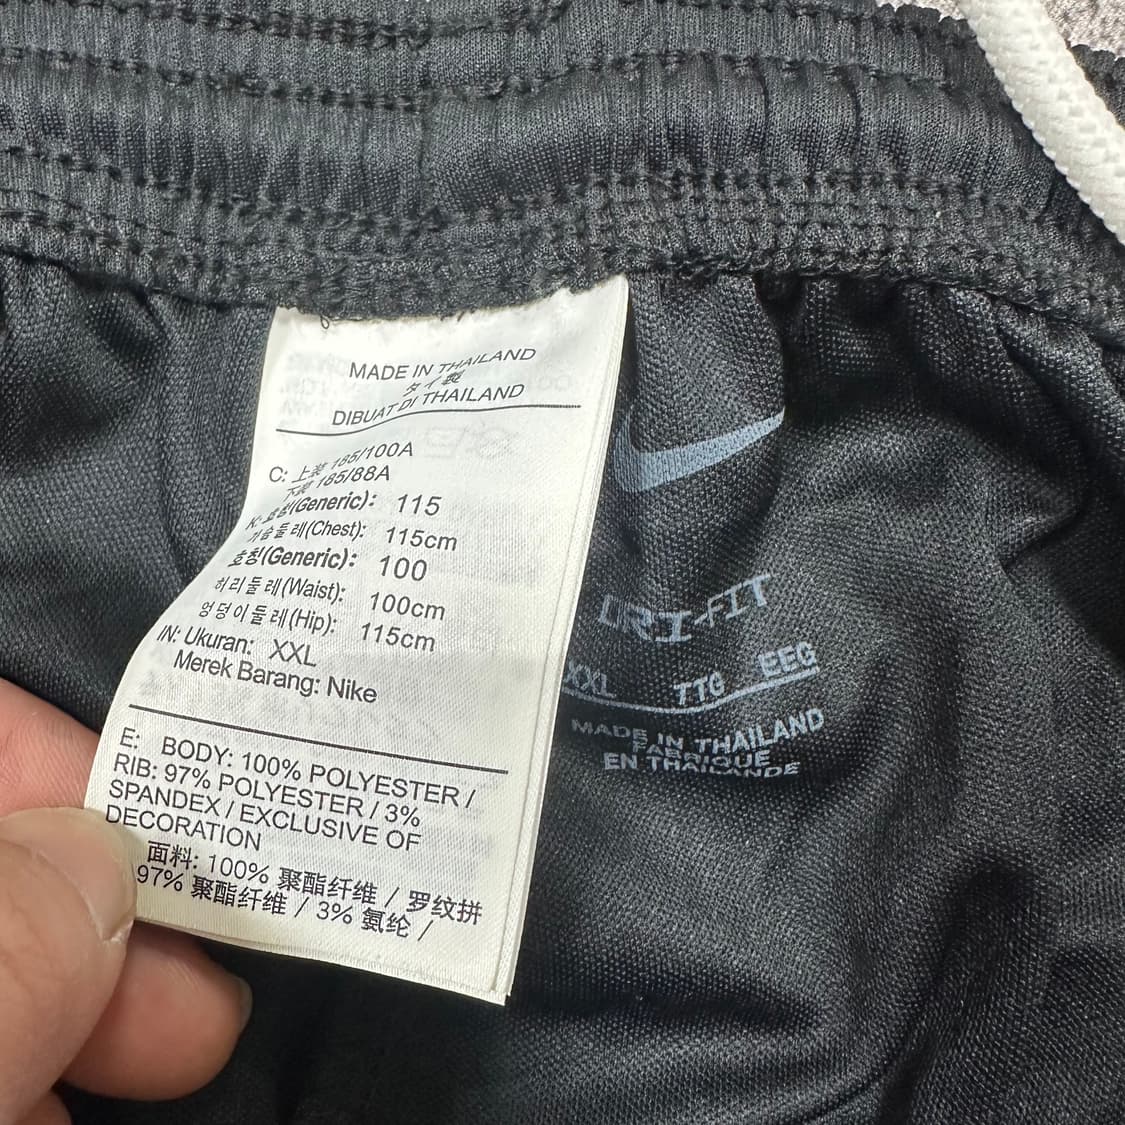 MADE IN THAILAND
タイ製
DIBUAT DI THAILAND
C: 上装 185/100A
下装 185/88A
K: 호칭(Generic): 115
가슴둘레(Chest): 115cm
호칭(Generic): 100
허리둘레(Waist): 100cm
엉덩이둘레(Hip): 115cm
IN: Ukuran: XXL
Merek Barang: Nike
E: BODY: 100% POLYESTER /
RIB: 97% POLYESTER / 3%
SPANDEX / EXCLUSIVE OF
DECORATION
面料: 100% 聚酯纤维 / 罗纹拼
97% 聚酯纤维 / 3% 氨纶 /
DRI-FIT
XXL TTG EEG
MADE IN THAILAND
FABRIQUE
EN THAILANDE